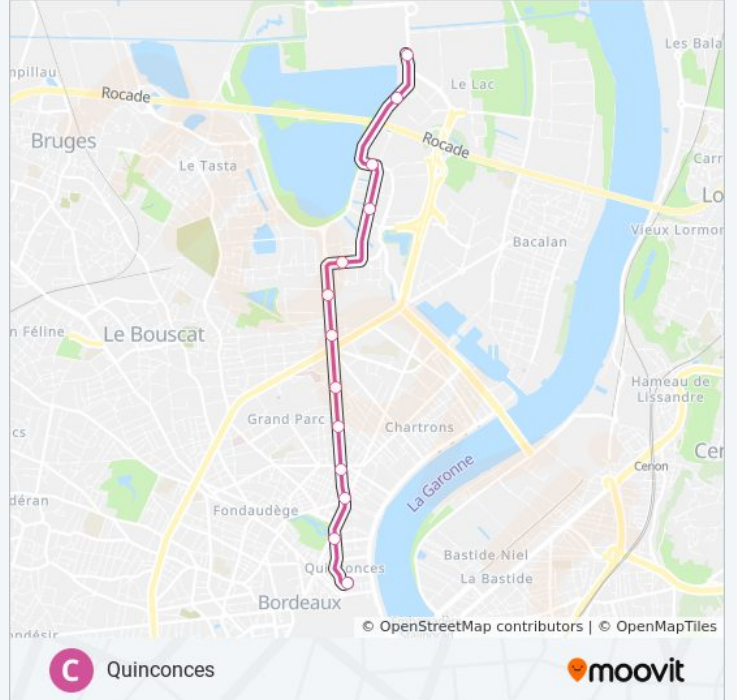 Les Bala
mpillau
Le Lac
Rocade
Bruges
Rocade
Le Tasta
Carr
Lo
Vieux Lormor
Bacalan
n Féline
Le Bouscat
Hameau de
Lissandre
Grand Parc
Chartrons
cs
Cer
Cenon
La Garonne
déran
Fondaudège
Bastide Niel
Qui
onces
La Bastide
Bordeaux
© OpenStreetMap contributors | © OpenMapTiles
C
Quinconces
moovit